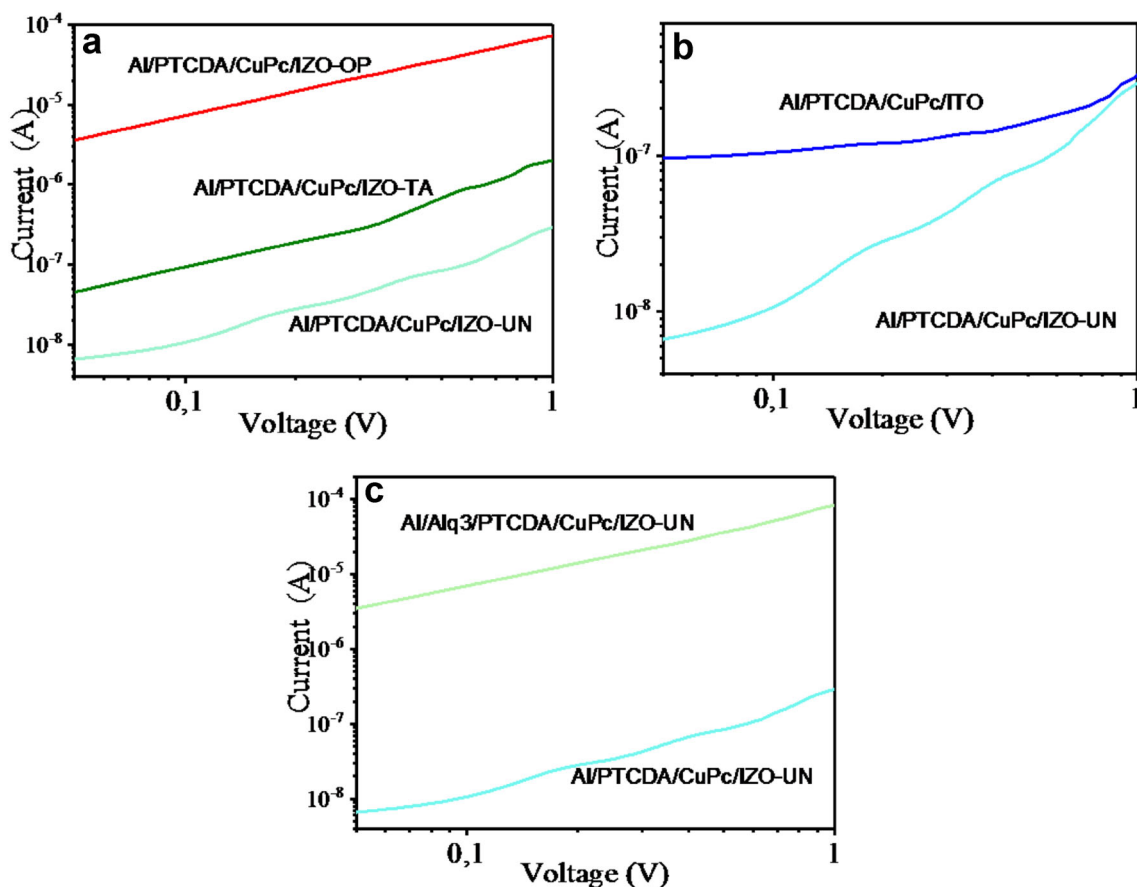 a
Al/PTCDA/CuPc/IZO-OP
Al/PTCDA/CuPc/IZO-TA
Al/PTCDA/CuPc/IZO-UN
10⁻⁴
10⁻⁵
10⁻⁶
10⁻⁷
10⁻⁸
Current (A)
0,1
1
Voltage (V)
b
Al/PTCDA/CuPc/ITO
Al/PTCDA/CuPc/IZO-UN
10⁻⁷
10⁻⁸
Current (A)
0,1
1
Voltage (V)
c
Al/Alq3/PTCDA/CuPc/IZO-UN
Al/PTCDA/CuPc/IZO-UN
10⁻⁴
10⁻⁵
10⁻⁶
10⁻⁷
10⁻⁸
Current (A)
0,1
1
Voltage (V)